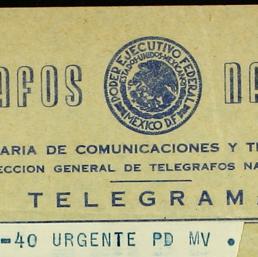 AFOS NA
PODER EJECUTIVO FEDERAL
ESTADOS UNIDOS MEXICANOS
MEXICO D.F.
ARIA DE COMUNICACIONES Y T
ECCION GENERAL DE TELEGRAFOS NA
TELEGRAMA
-40 URGENTE PD MV .